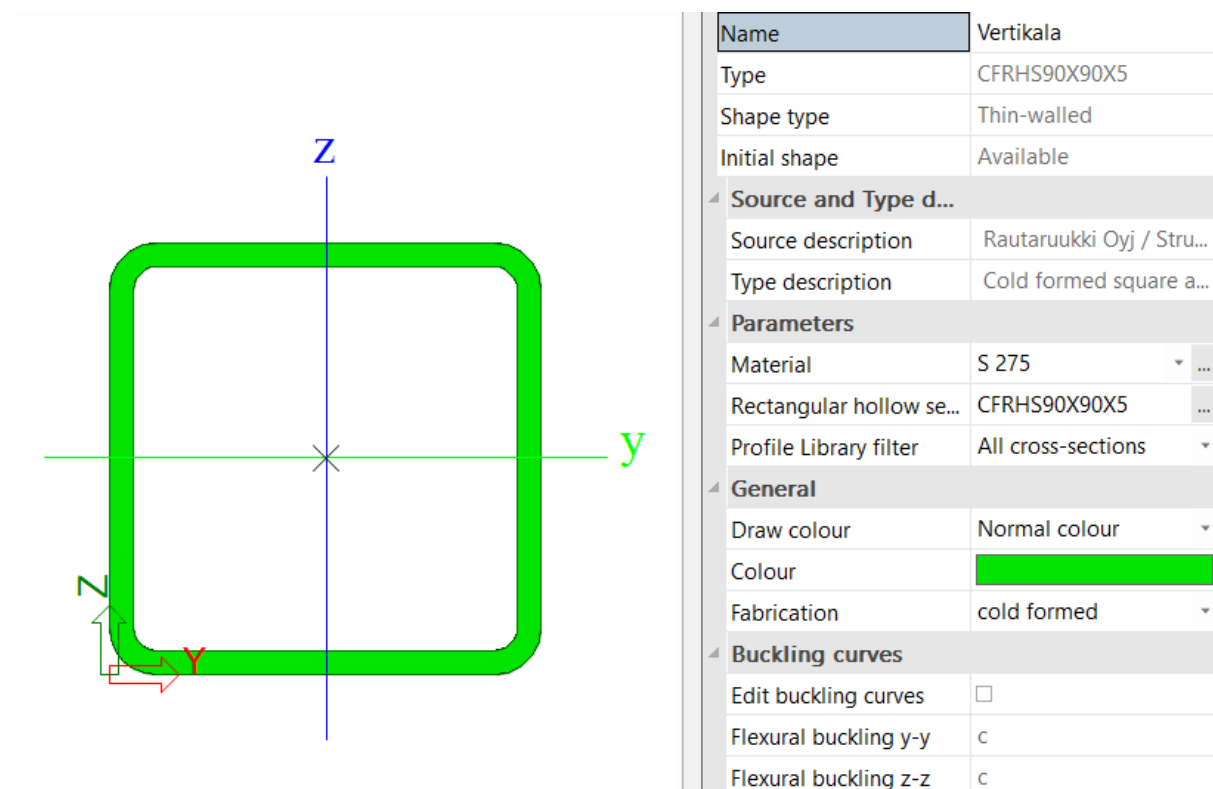 z
y
Z
Y
Name Vertikala
Type CFRHS90X90X5
Shape type Thin-walled
Initial shape Available
Source and Type d...
Source description Rautaruukki Oyj / Stru...
Type description Cold formed square a...
Parameters
Material S 275 ...
Rectangular hollow se... CFRHS90X90X5 ...
Profile Library filter All cross-sections
General
Draw colour Normal colour
Colour
Fabrication cold formed
Buckling curves
Edit buckling curves
Flexural buckling y-y c
Flexural buckling z-z c